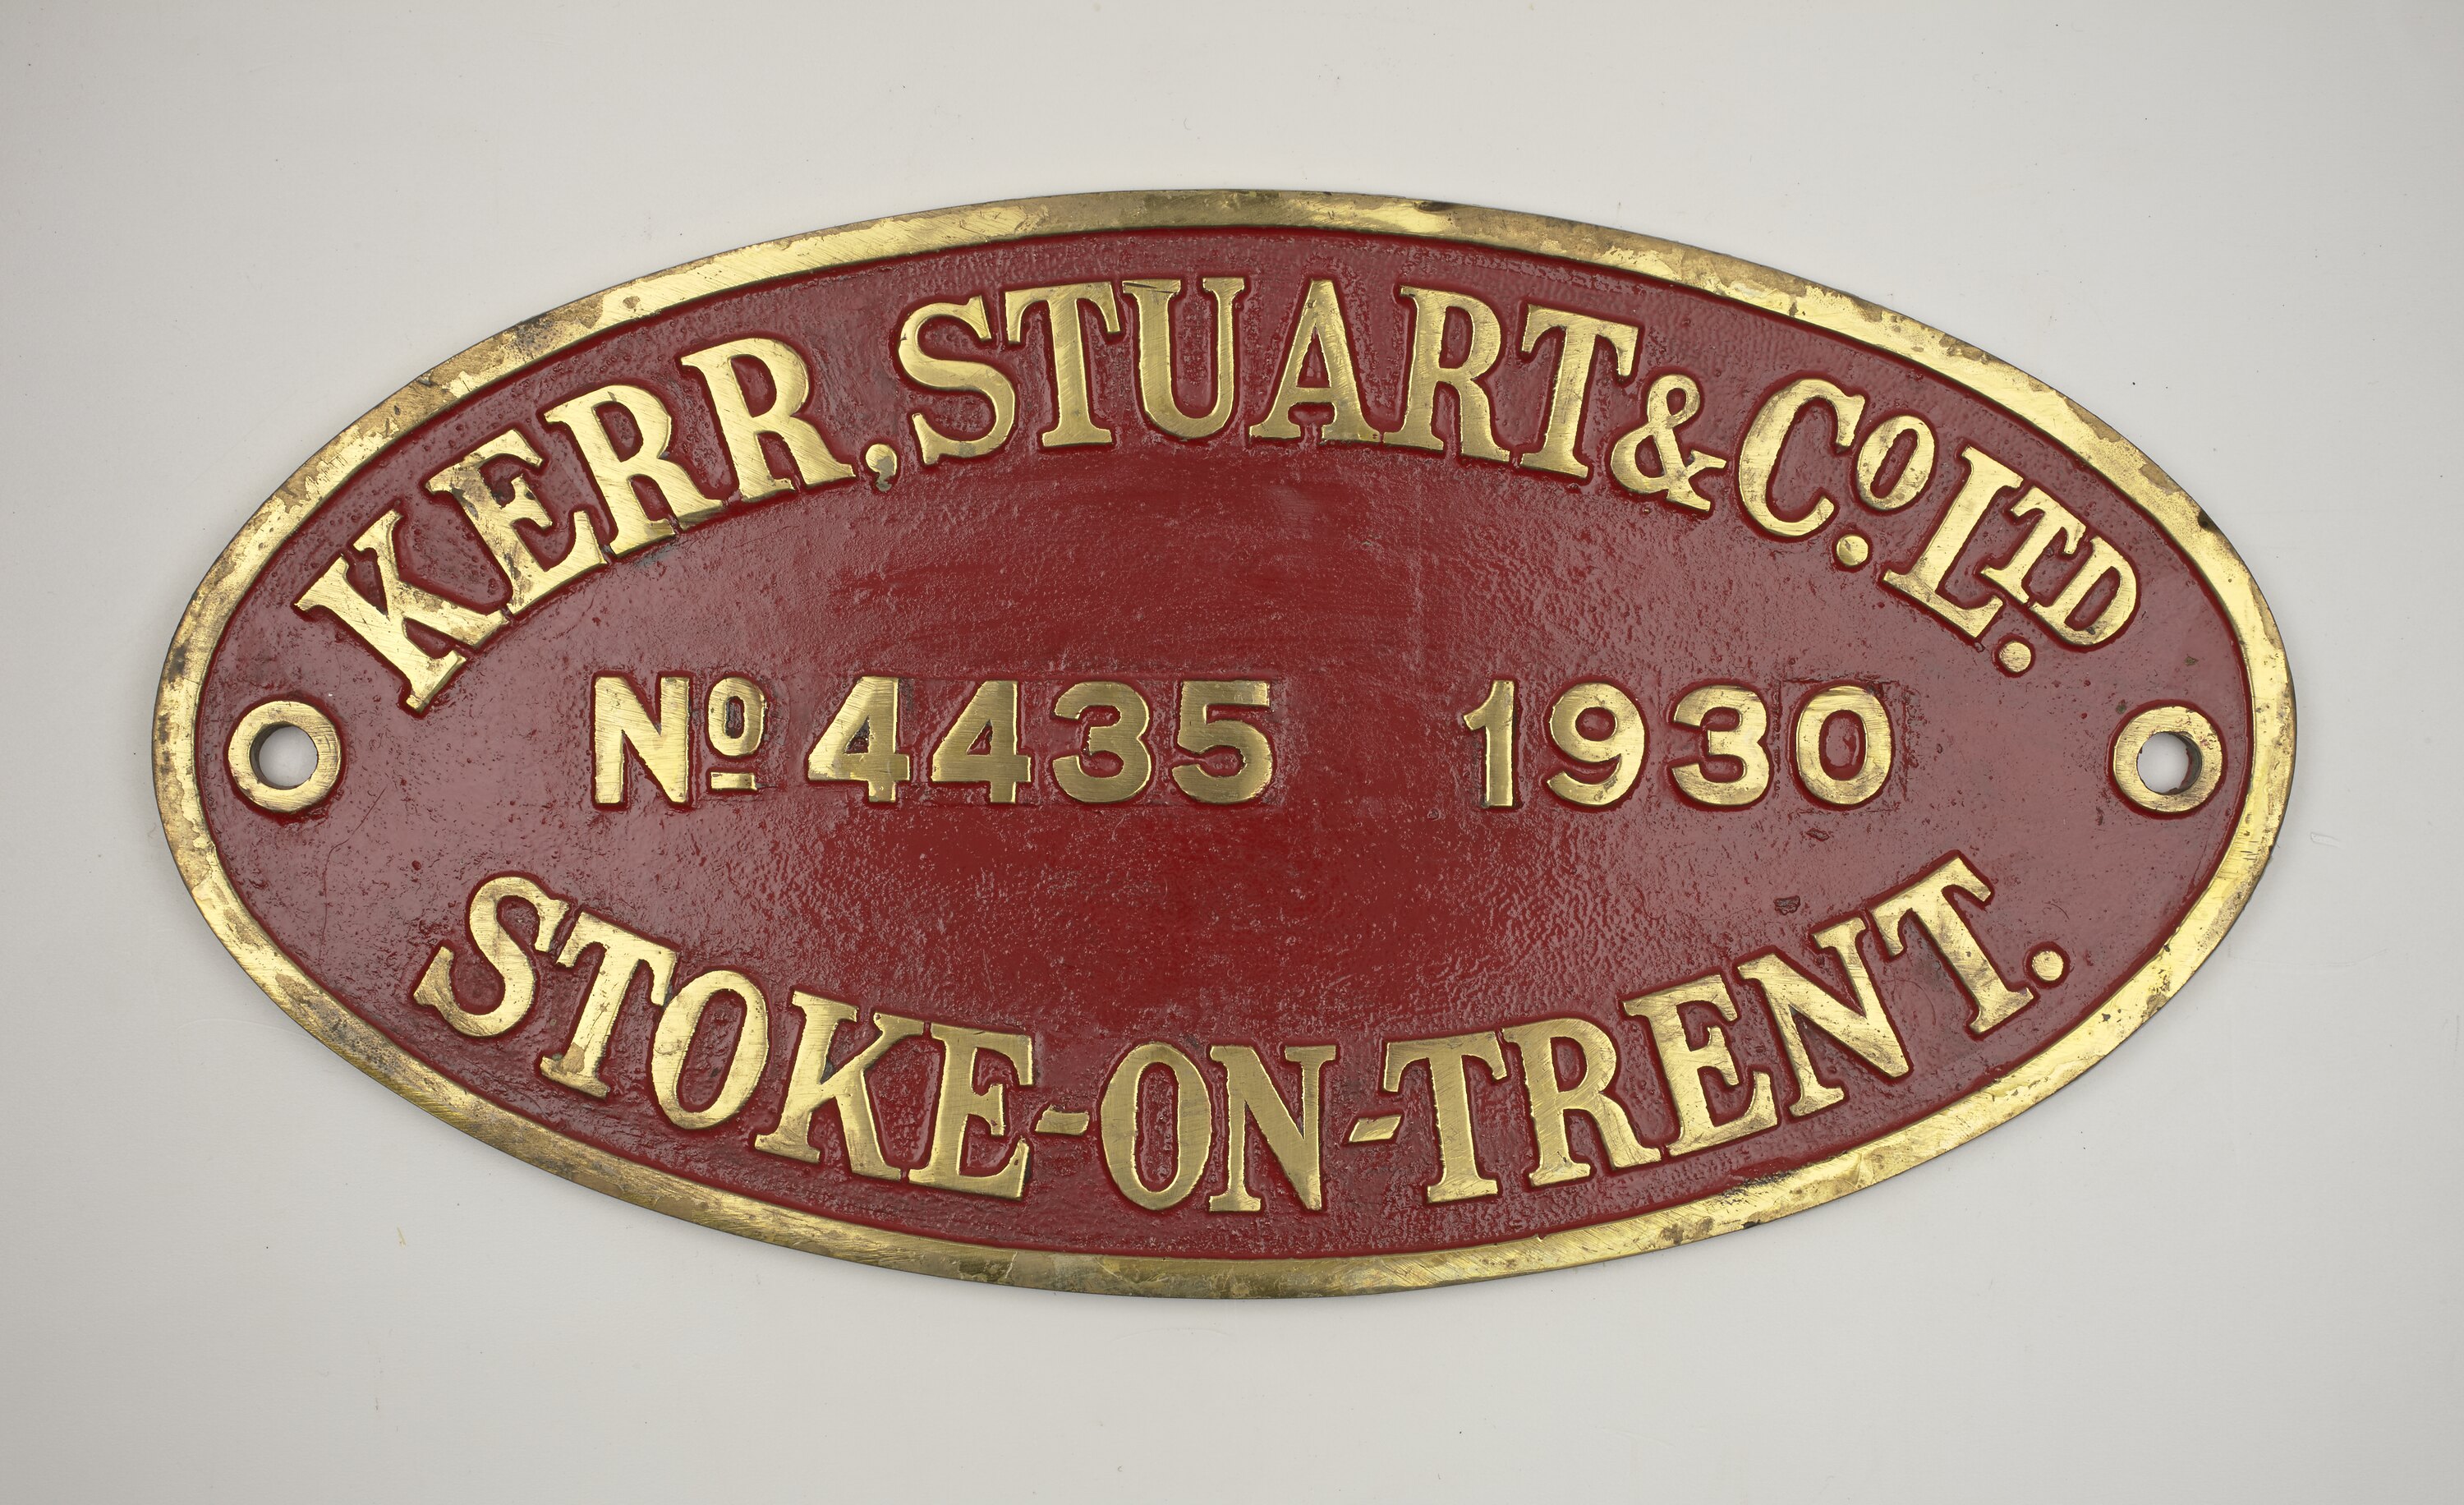 KERR, STUART & Co. LTD.
No 4435 1930
STOKE-ON-TRENT.